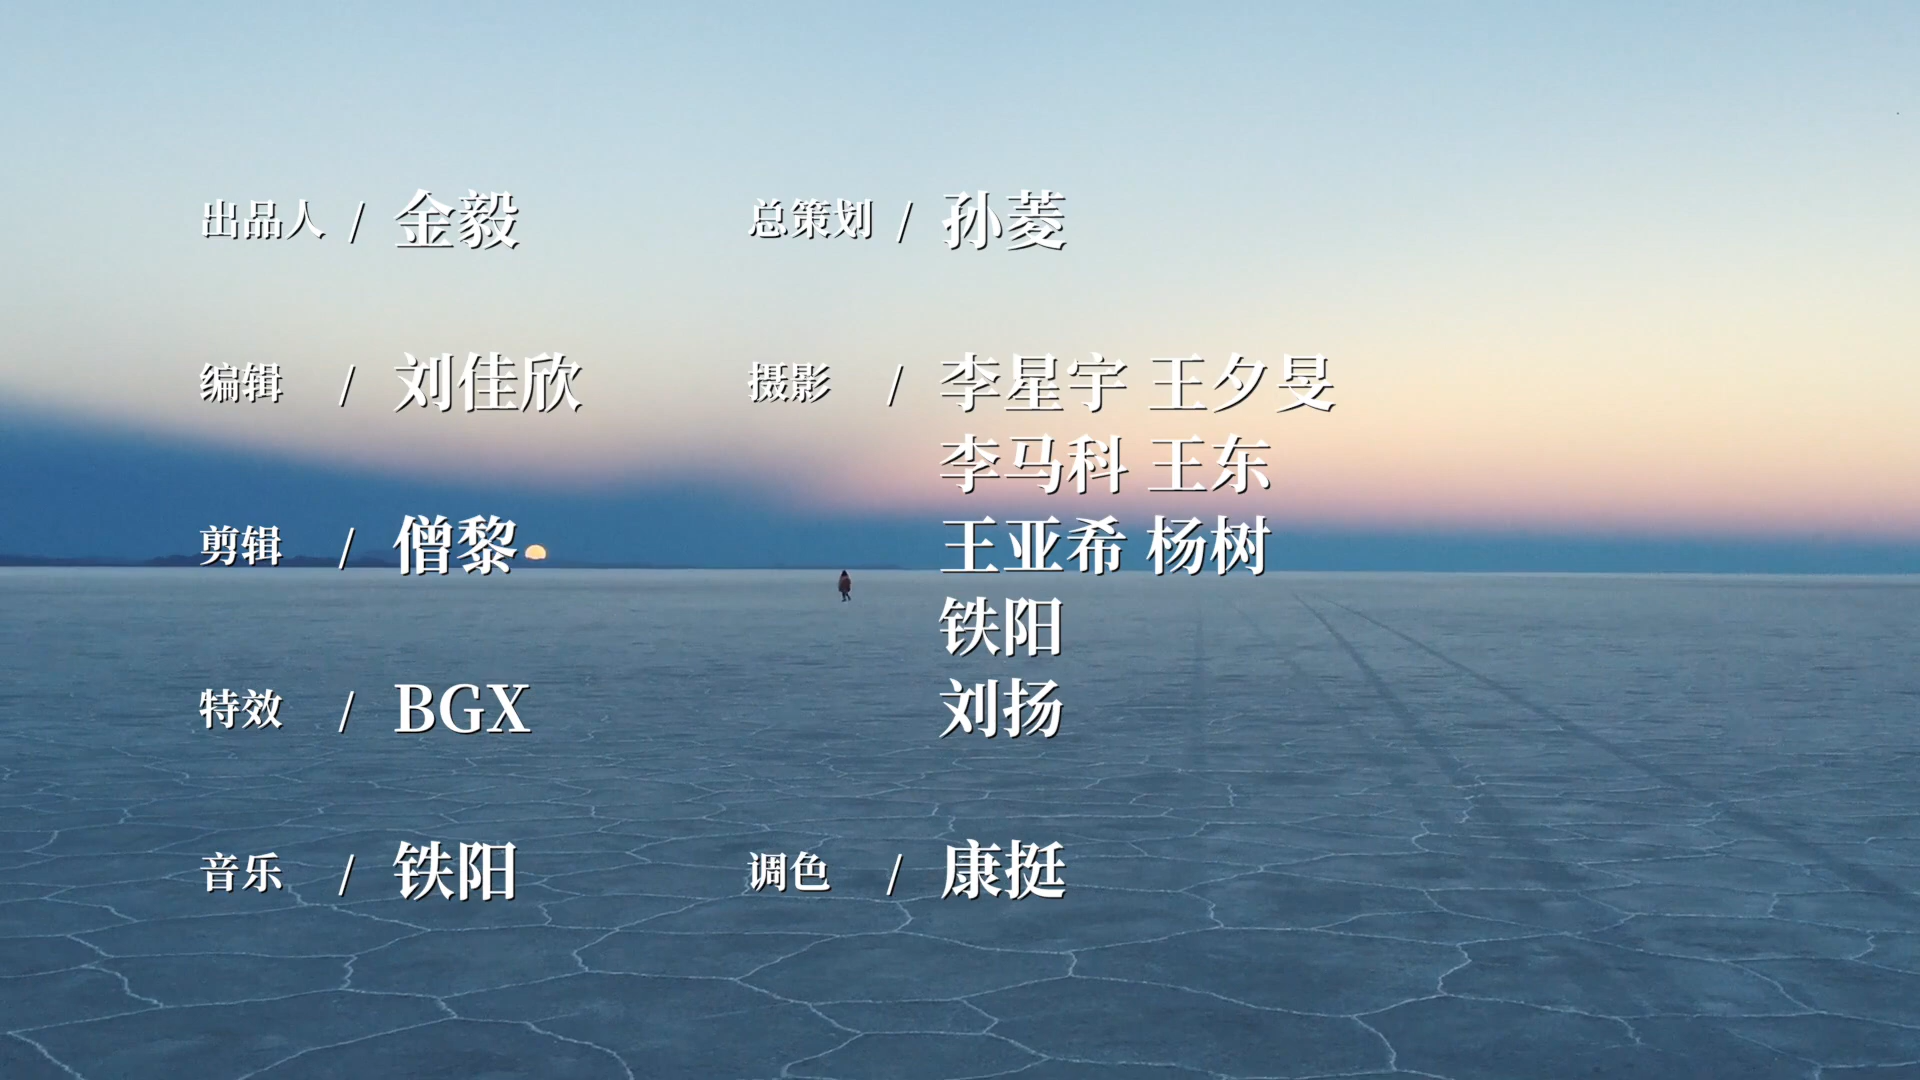 出品人 / 金毅 总策划 / 孙菱
编辑 / 刘佳欣 摄影 / 李星宇 王夕旻
李马科 王东
剪辑 / 僧黎 王亚希 杨树
铁阳
特效 / BGX 刘扬
音乐 / 铁阳 调色 / 康挺